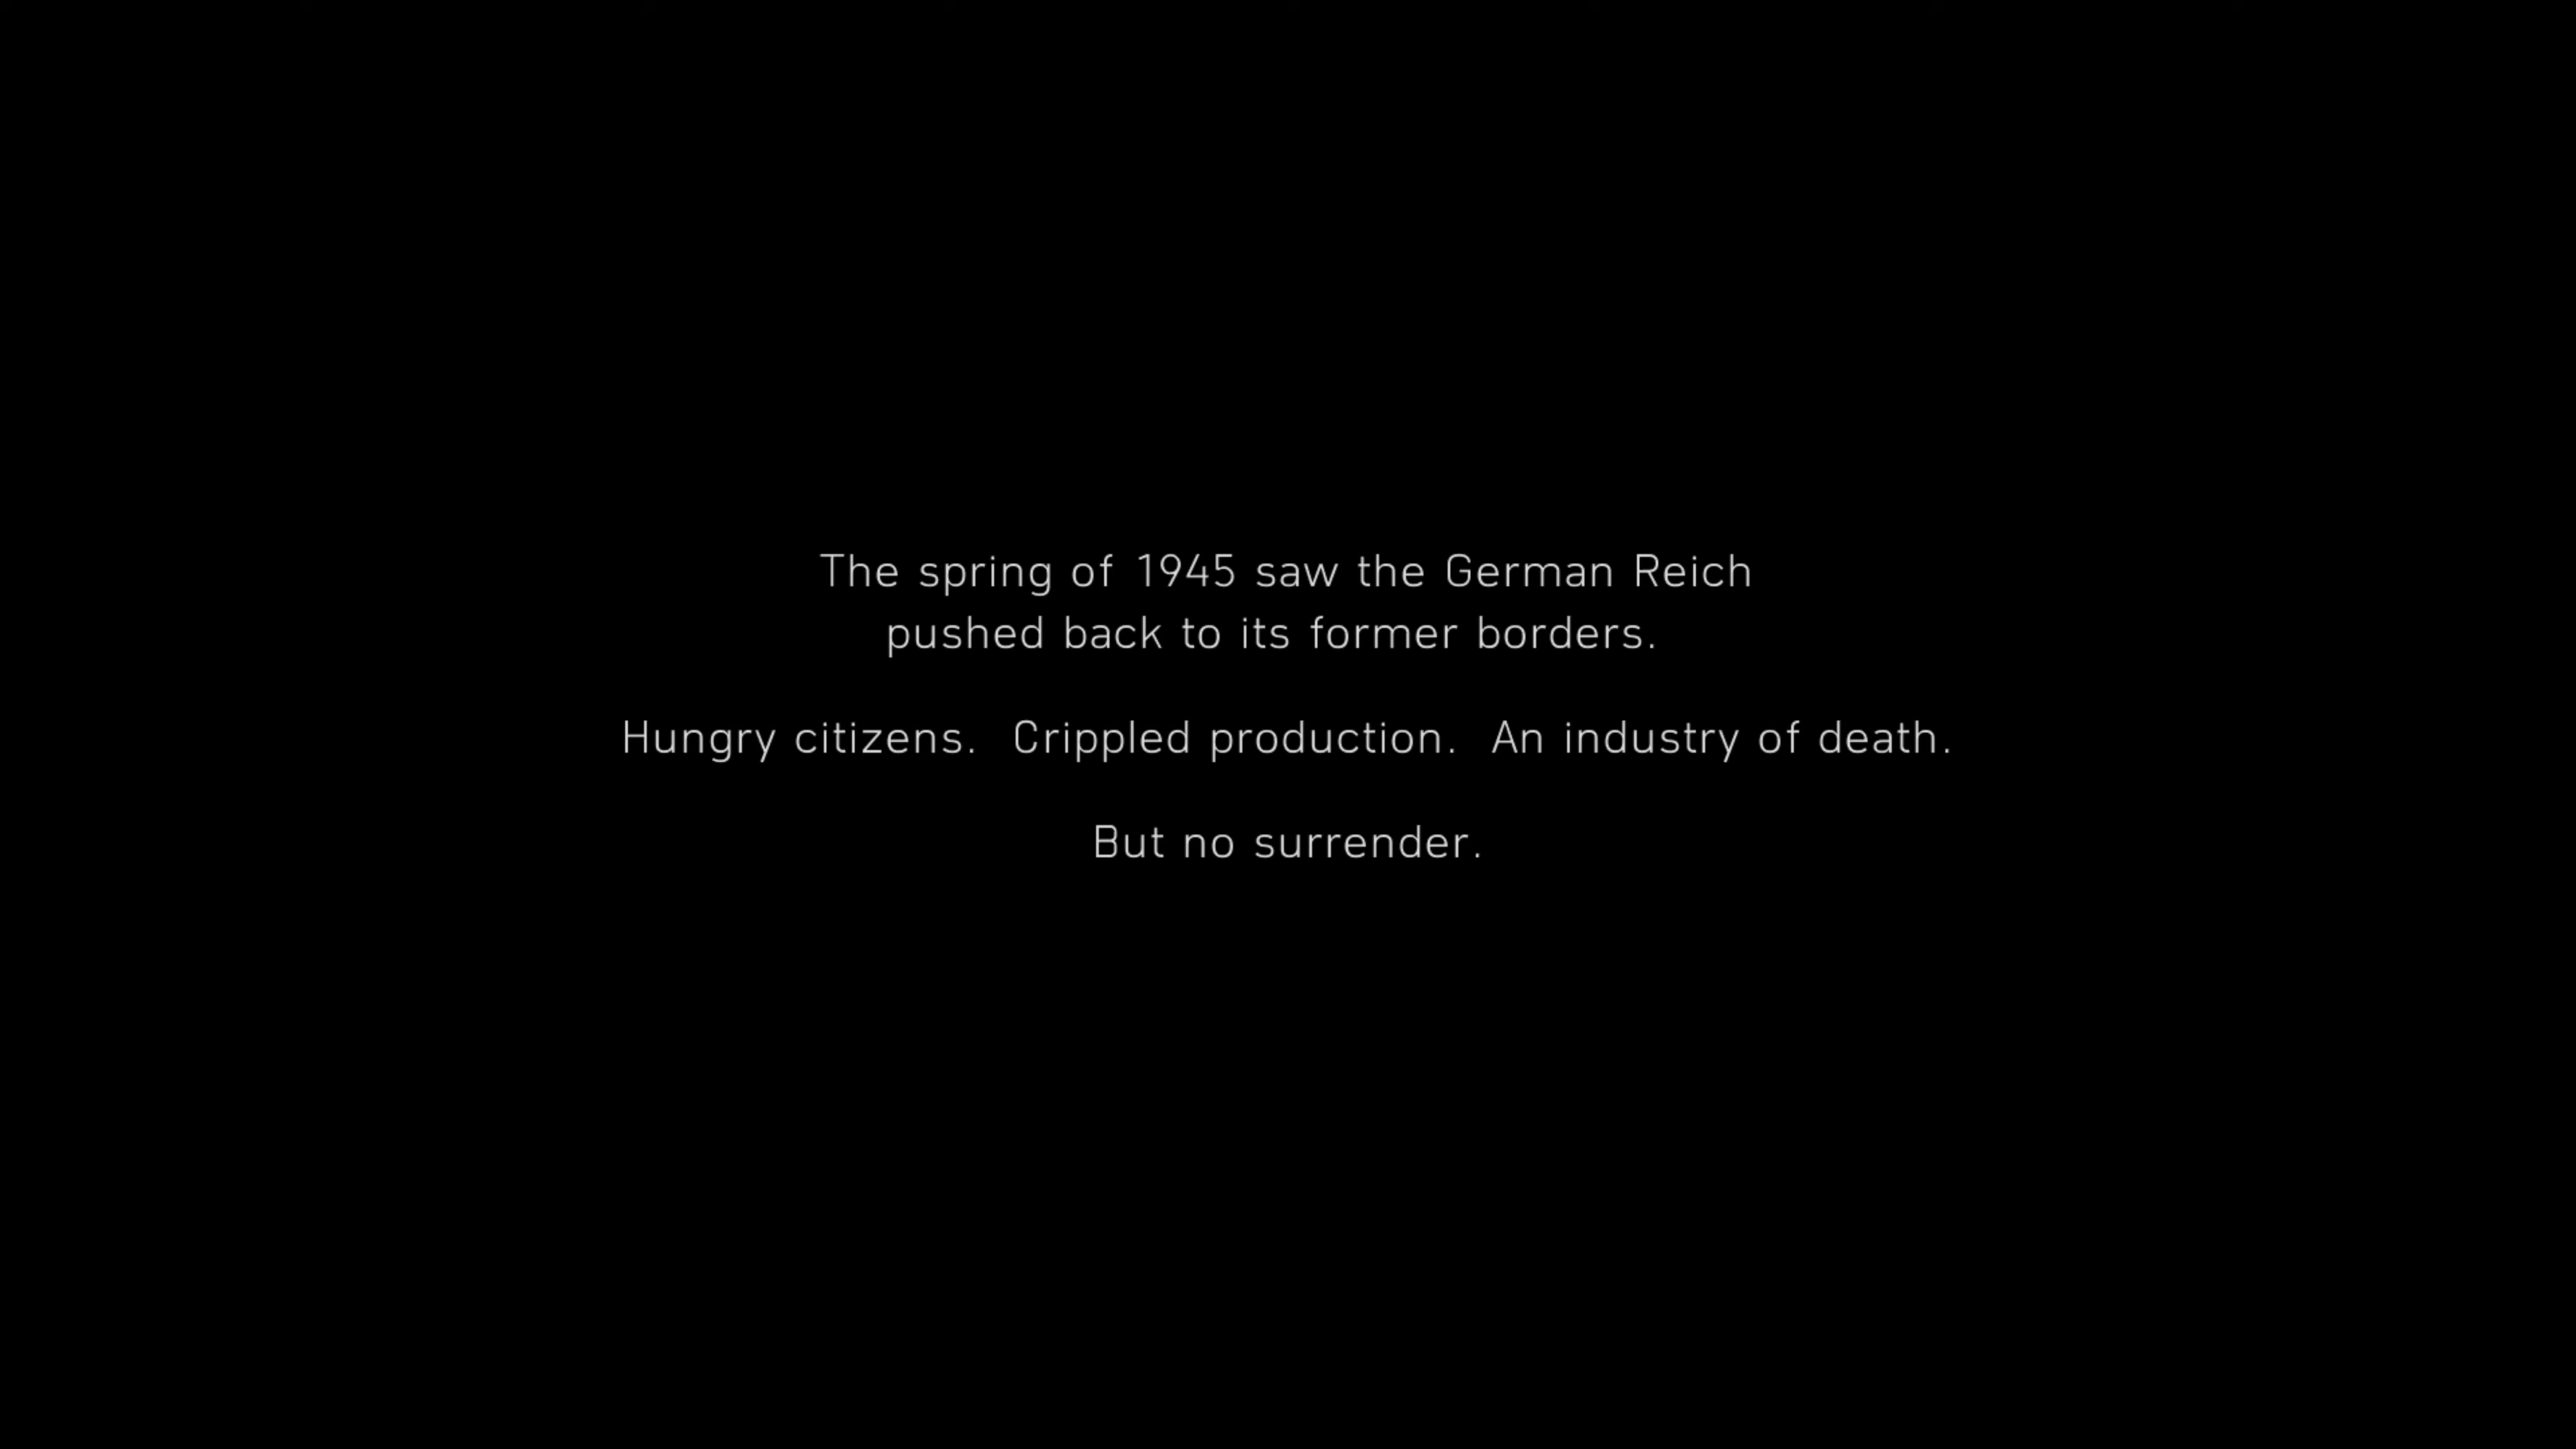 The spring of 1945 saw the German Reich
pushed back to its former borders.
Hungry citizens.  Crippled production.  An industry of death.
But no surrender.